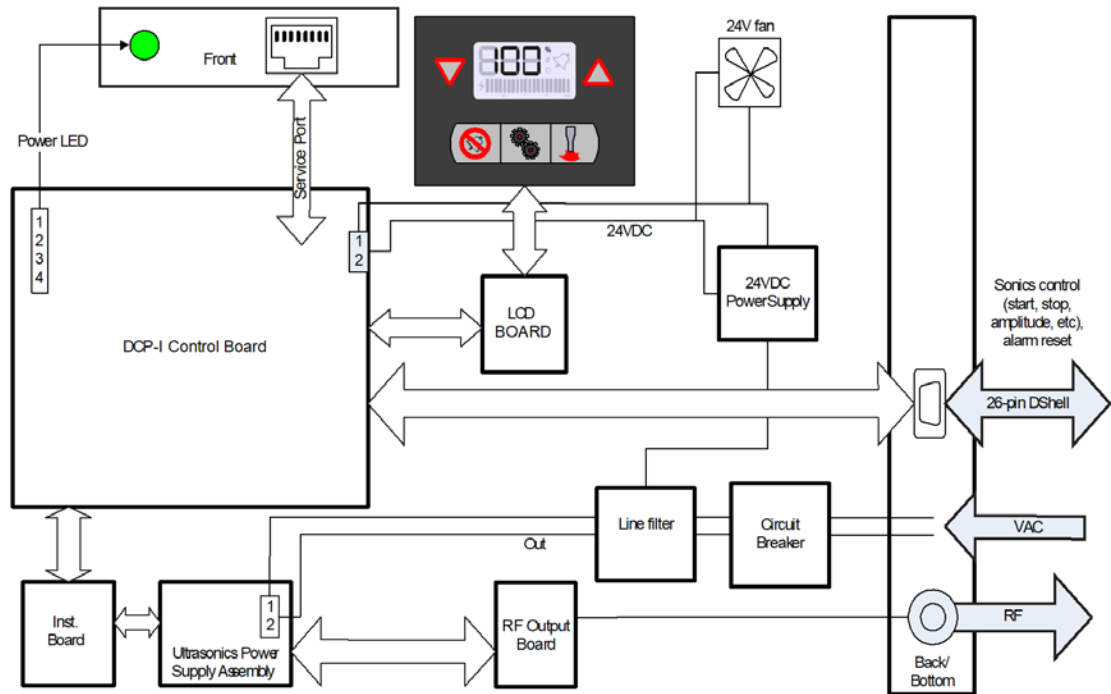 24V fan
Front
100
%
Power LED
Service Port
1
2
3
4
1
2
24VDC
LCD
BOARD
24VDC
PowerSupply
DCP-I Control Board
Sonics control
(start, stop,
amplitude, etc),
alarm reset
26-pin DShell
Line filter
Circuit
Breaker
VAC
Out
Inst.
Board
1
2
Ultrasonics Power
Supply Assembly
RF Output
Board
RF
Back/
Bottom